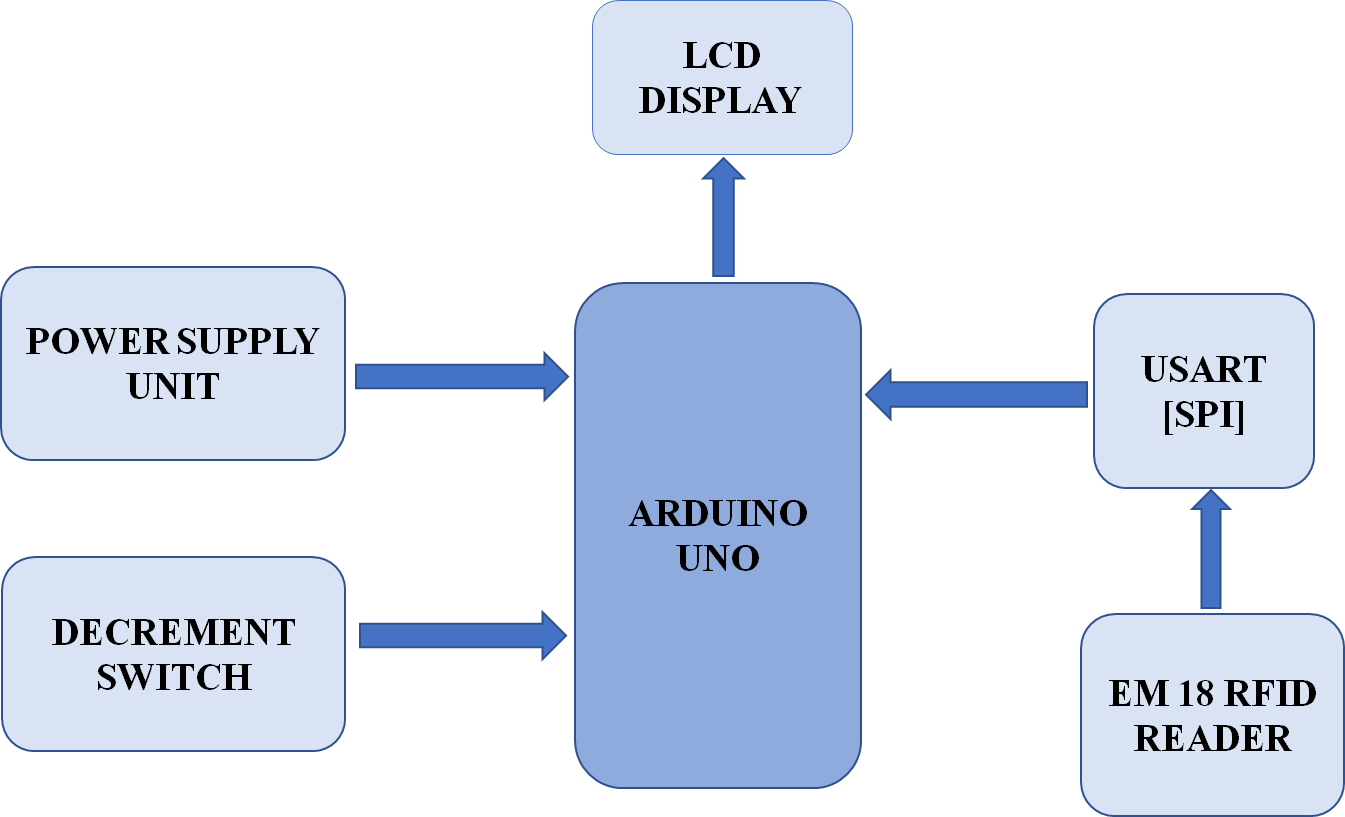 LCD
DISPLAY
POWER SUPPLY
UNIT
USART
[SPI]
ARDUINO
UNO
DECREMENT
SWITCH
EM 18 RFID
READER